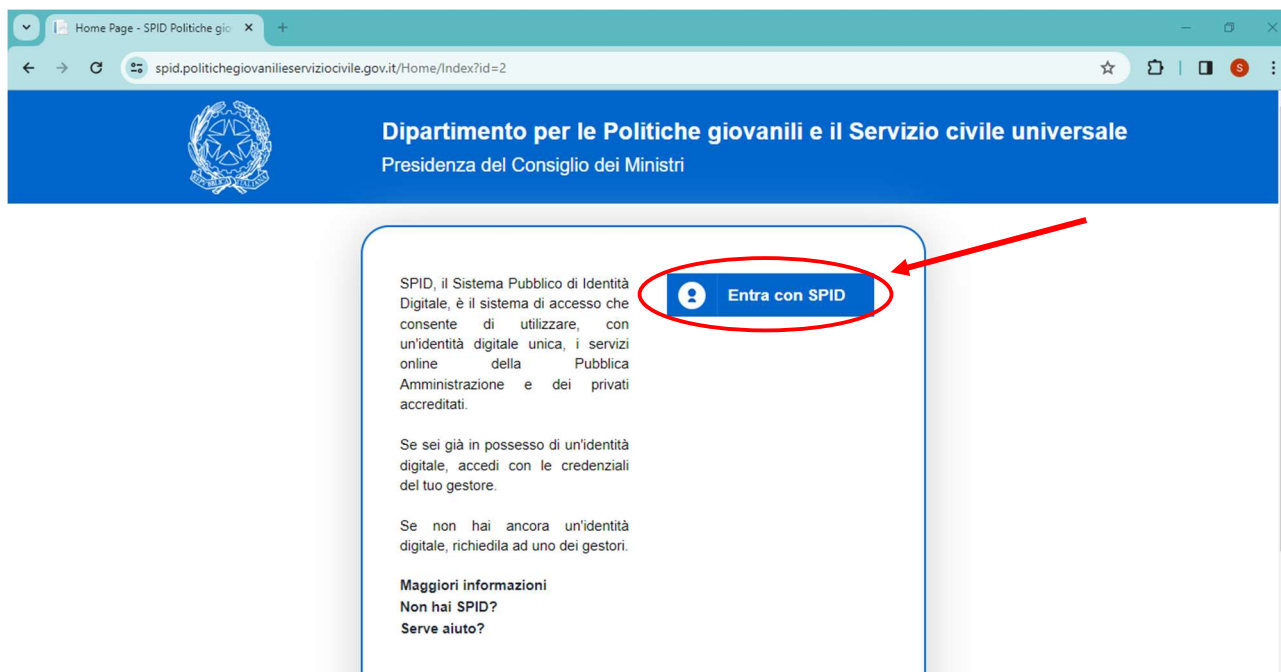 Home Page - SPID Politiche gio
spid.politichegiovanilieserviziocivile.gov.it/Home/Index?id=2
S
Dipartimento per le Politiche giovanili e il Servizio civile universale
Presidenza del Consiglio dei Ministri
REPVBBLICA ITALIANA
SPID, il Sistema Pubblico di Identità
Digitale, è il sistema di accesso che
consente di utilizzare, con
un'identità digitale unica, i servizi
online della Pubblica
Amministrazione e dei privati
accreditati.
Entra con SPID
Se sei già in possesso di un'identità
digitale, accedi con le credenziali
del tuo gestore.
Se non hai ancora un'identità
digitale, richiedila ad uno dei gestori.
Maggiori informazioni
Non hai SPID?
Serve aiuto?